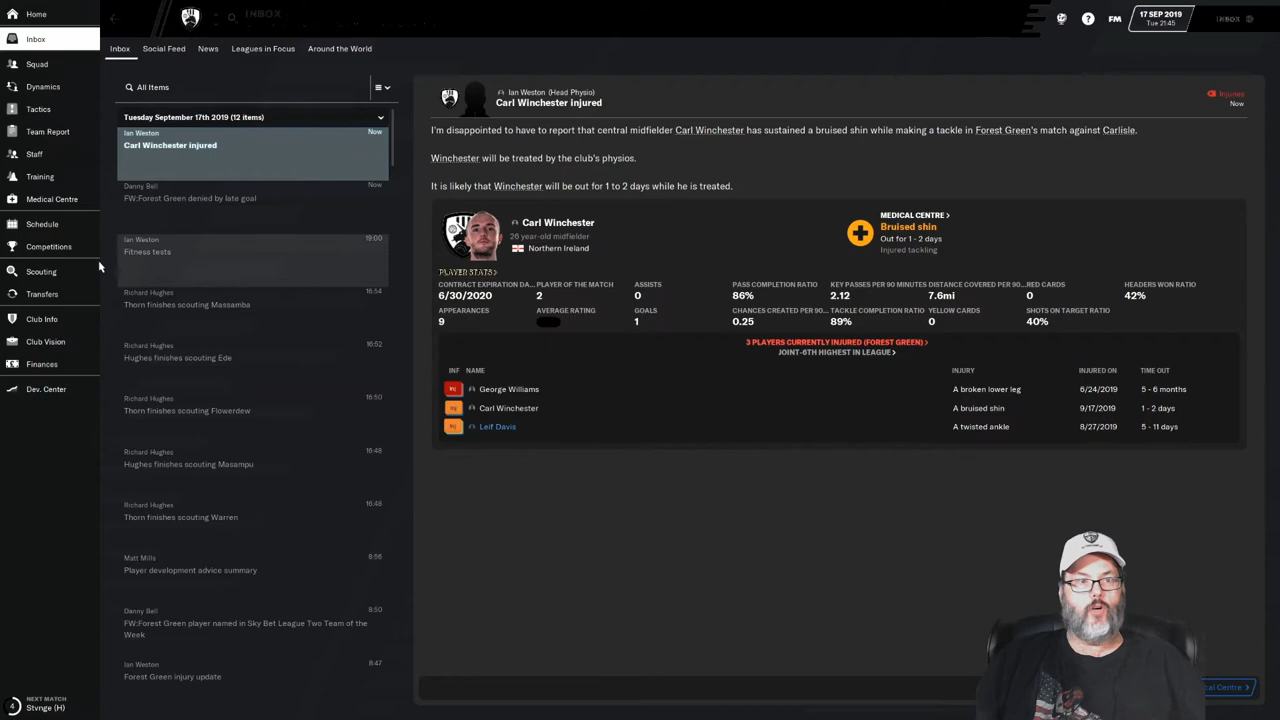 Home
INBOX
17 SEP 2019
Tue 21:45
INBOX
FM
Inbox
Squad
Dynamics
Tactics
Team Report
Staff
Training
Medical Centre
Schedule
Competitions
Scouting
Transfers
Club Info
Club Vision
Finances
Dev. Center
NEXT MATCH
4 Stvnge (H)
Inbox Social Feed News Leagues in Focus Around the World
All Items
Tuesday September 17th 2019 (12 items)
Ian Weston Now
Carl Winchester injured
Danny Bell Now
FW:Forest Green denied by late goal
Ian Weston 19:00
Fitness tests
Richard Hughes 16:54
Thorn finishes scouting Massamba
Richard Hughes 16:52
Hughes finishes scouting Ede
Richard Hughes 16:50
Thorn finishes scouting Flowerdew
Richard Hughes 16:48
Hughes finishes scouting Masampu
Richard Hughes 16:48
Thorn finishes scouting Warren
Matt Mills 8:56
Player development advice summary
Danny Bell 8:50
FW:Forest Green player named in Sky Bet League Two Team of the
Week
Ian Weston 8:47
Forest Green injury update
Ian Weston (Head Physio)
Carl Winchester injured
Injuries
Now
I'm disappointed to have to report that central midfielder Carl Winchester has sustained a bruised shin while making a tackle in Forest Green's match against Carlisle.
Winchester will be treated by the club's physios.
It is likely that Winchester will be out for 1 to 2 days while he is treated.
Carl Winchester
26 year-old midfielder
Northern Ireland
MEDICAL CENTRE >
Bruised shin
Out for 1 - 2 days
Injured tackling
PLAYER STATS >
CONTRACT EXPIRATION DA... PLAYER OF THE MATCH ASSISTS PASS COMPLETION RATIO KEY PASSES PER 90 MINUTES DISTANCE COVERED PER 90... RED CARDS HEADERS WON RATIO
6/30/2020 2 0 86% 2.12 7.6mi 0 42%
APPEARANCES AVERAGE RATING GOALS CHANCES CREATED PER 90... TACKLE COMPLETION RATIO YELLOW CARDS SHOTS ON TARGET RATIO
9 1 0.25 89% 0 40%
3 PLAYERS CURRENTLY INJURED (FOREST GREEN) >
JOINT-6TH HIGHEST IN LEAGUE >
INF NAME INJURY INJURED ON TIME OUT
Inj George Williams A broken lower leg 6/24/2019 5 - 6 months
Inj Carl Winchester A bruised shin 9/17/2019 1 - 2 days
Inj Leif Davis A twisted ankle 8/27/2019 5 - 11 days
Centre >